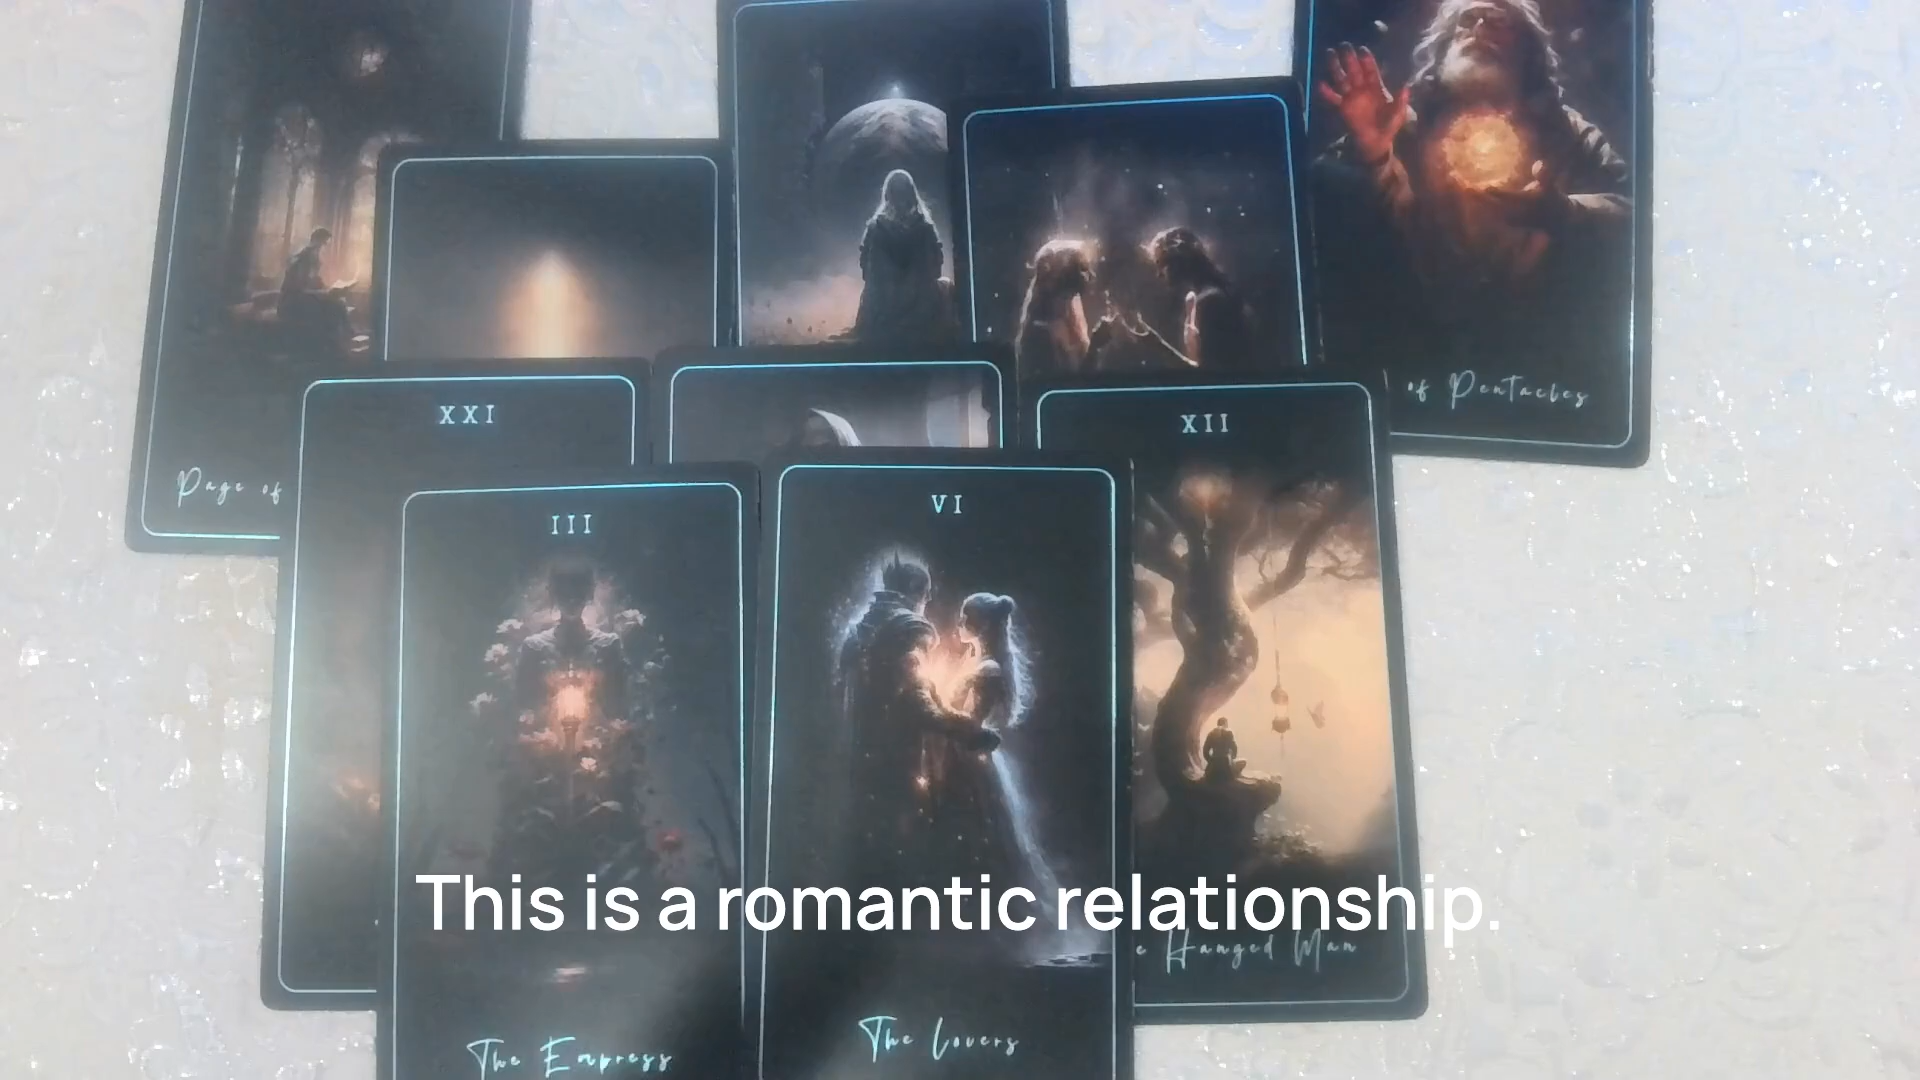 of Pentacles
Page of
XXI
XII
III
VI
This is a romantic relationship.
Hanged Man
The Empress
The Lovers